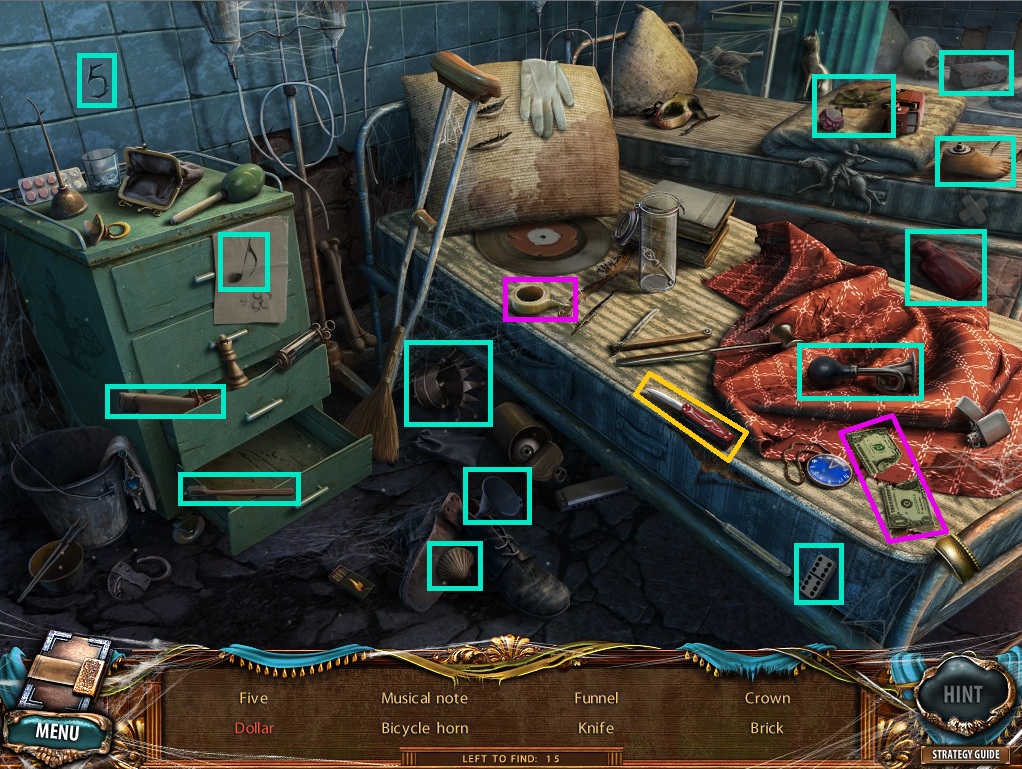 5
Five Musical note Funnel Crown
Dollar Bicycle horn Knife Brick
MENU
HINT
LEFT TO FIND: 15
STRATEGY GUIDE